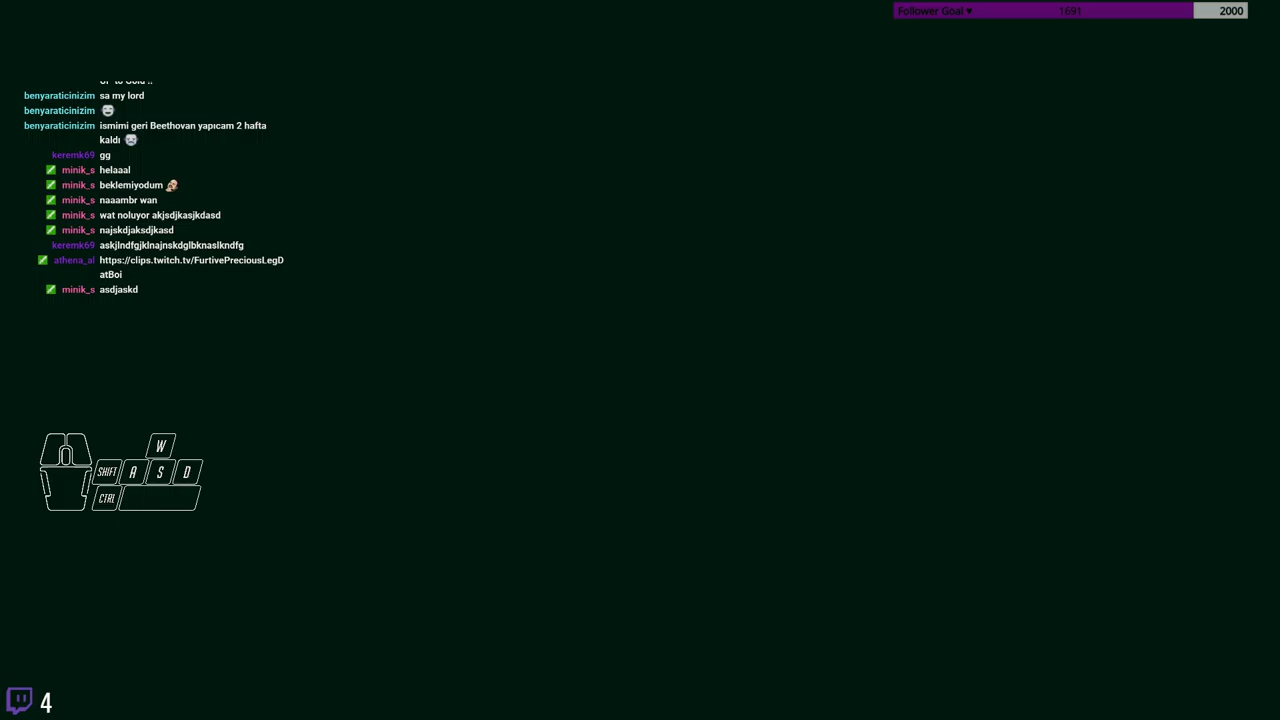 Follower Goal ♥ 1691 2000
benyaraticinizim sa my lord
benyaraticinizim
benyaraticinizim ismimi geri Beethovan yapıcam 2 hafta
kaldı
keremk69 gg
minik_s helaaal
minik_s beklemiyodum
minik_s naaambr wan
minik_s wat noluyor akjsdjkasjkdasd
minik_s najskdjaksdjkasd
keremk69 askjlndfgjklnajnskdglbknaslkndfg
athena_al https://clips.twitch.tv/FurtivePreciousLegD
atBoi
minik_s asdjaskd
W
SHIFT A S D
CTRL
4